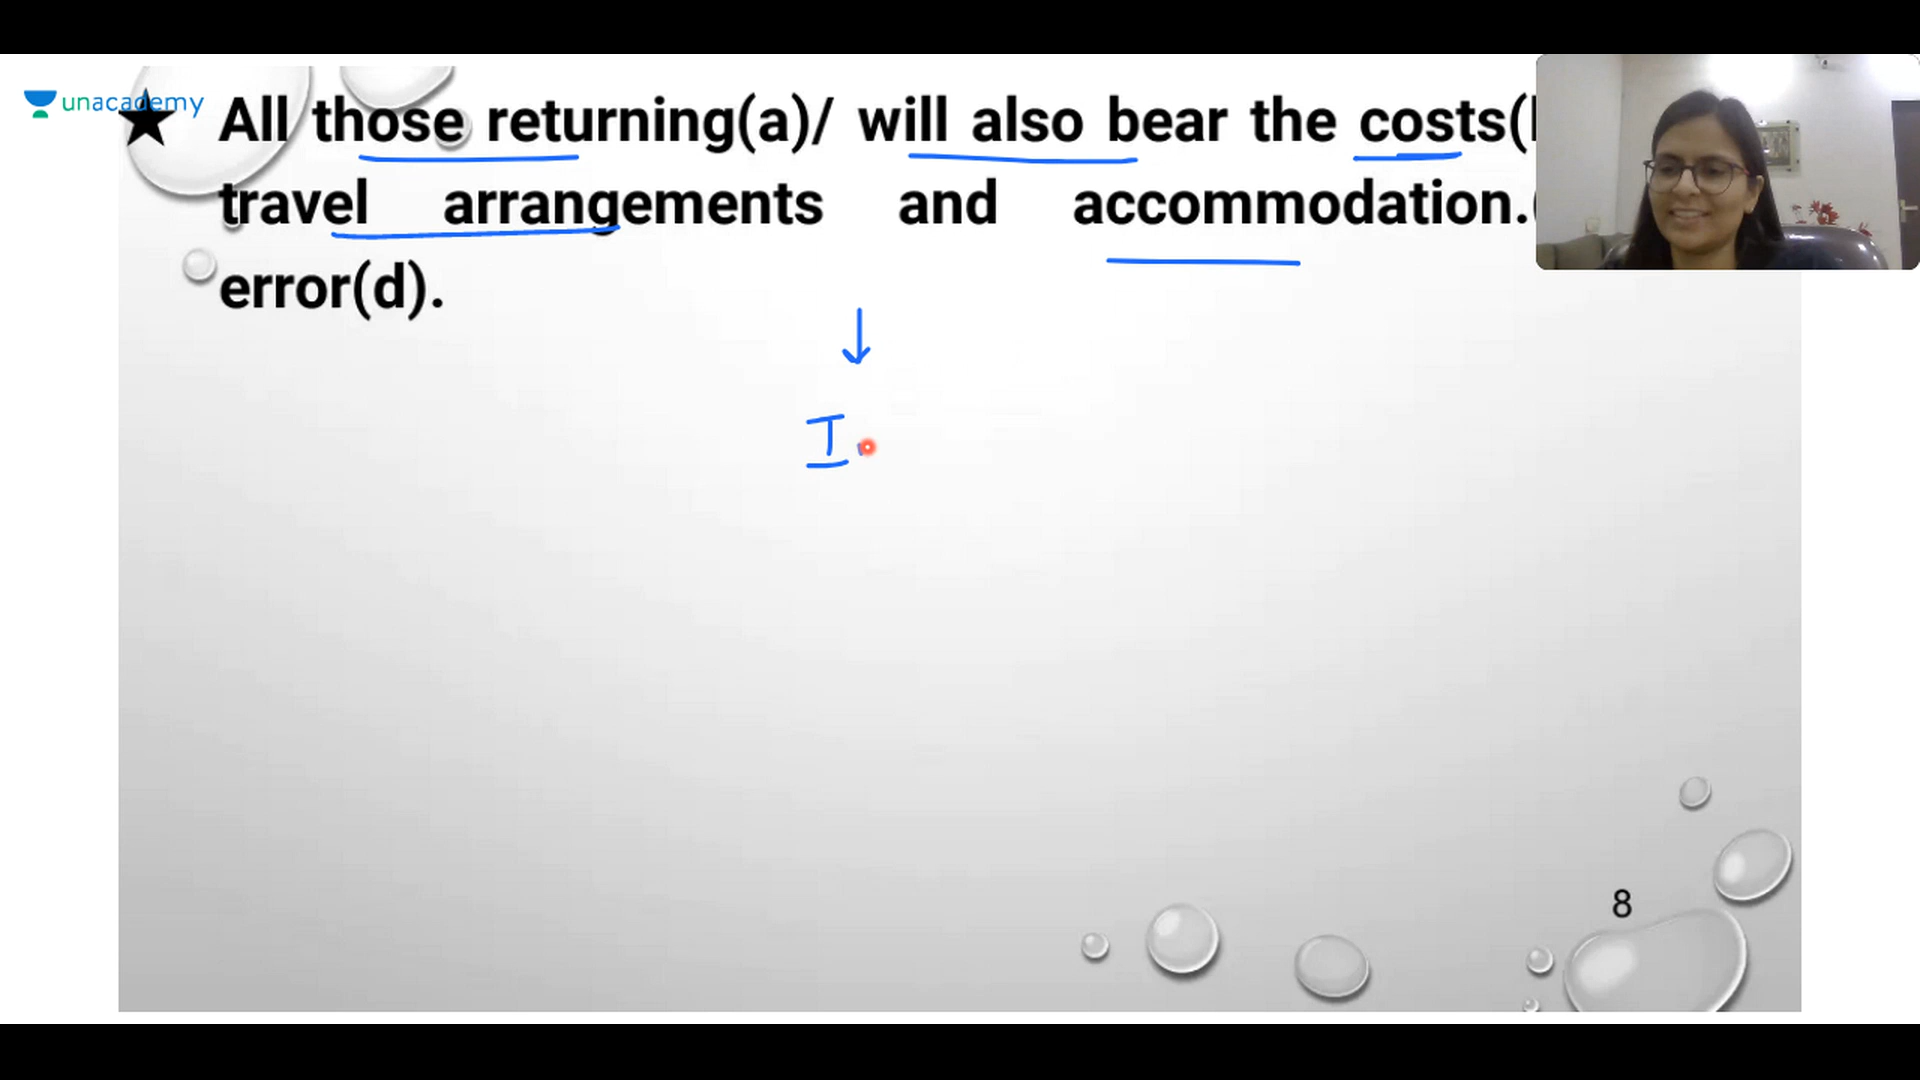 unacademy
★ All those returning(a)/ will also bear the costs(
travel arrangements and accommodation.(
error(d).
I
8